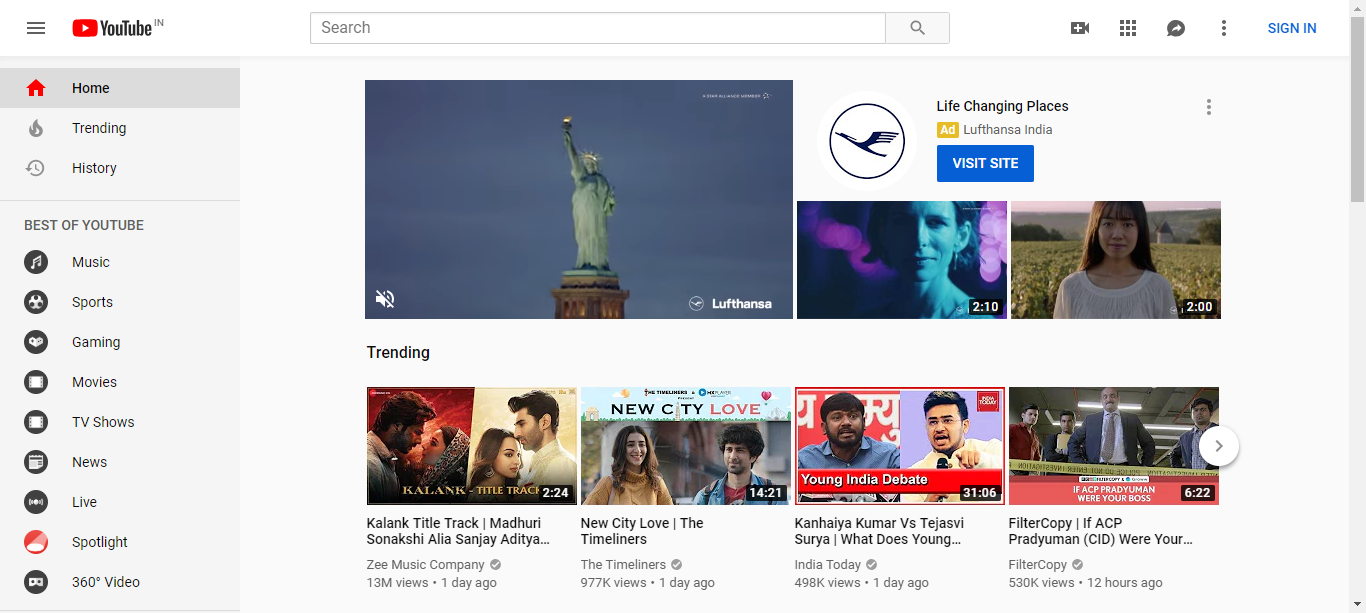 YouTube IN
Search
SIGN IN
Home
Trending
History
BEST OF YOUTUBE
Music
Sports
Gaming
Movies
TV Shows
News
Live
Spotlight
360° Video
A STAR ALLIANCE MEMBER
Lufthansa
Life Changing Places
Ad Lufthansa India
VISIT SITE
2:10
2:00
Trending
KALANK - TITLE TRACK
2:24
Kalank Title Track | Madhuri
Sonakshi Alia Sanjay Aditya...
Zee Music Company
13M views • 1 day ago
THE TIMELINERS & MXPLAYER
PRESENT
NEW CITY LOVE
14:21
New City Love | The
Timeliners
The Timeliners
977K views • 1 day ago
INDIA
TODAY
Young India Debate
31:06
Kanhaiya Kumar Vs Tejasvi
Surya | What Does Young...
India Today
498K views • 1 day ago
FILTERCOPY &
IF ACP PRADYUMAN
WERE YOUR BOSS
6:22
FilterCopy | If ACP
Pradyuman (CID) Were Your...
FilterCopy
530K views • 12 hours ago